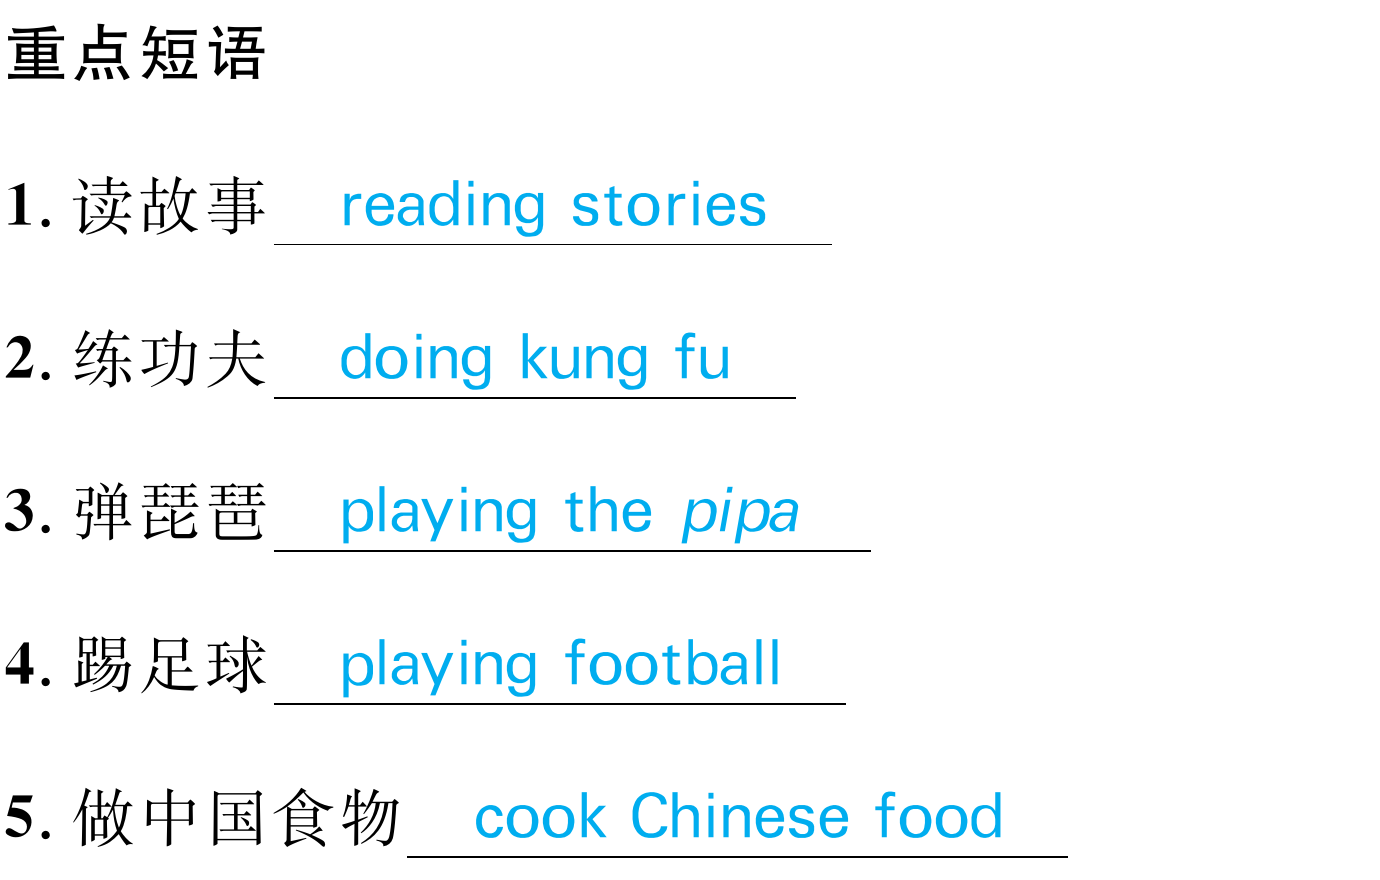 重点短语
1. 读故事 reading stories
2. 练功夫 doing kung fu
3. 弹琵琶 playing the pipa
4. 踢足球 playing football
5. 做中国食物 cook Chinese food